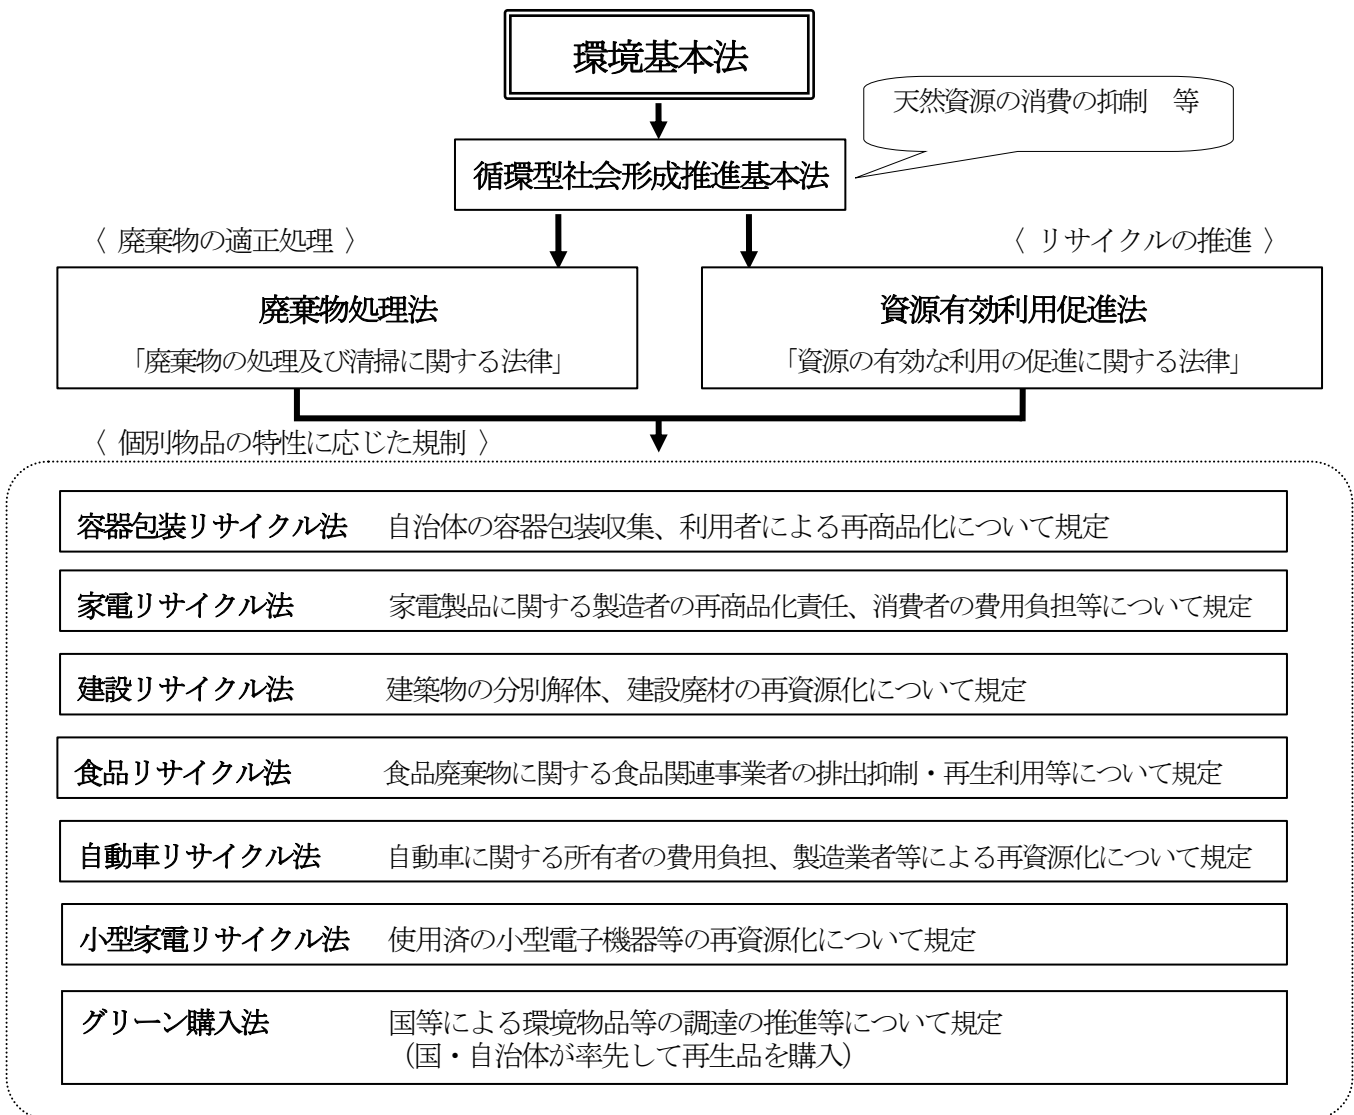 環境基本法
天然資源の消費の抑制　等
循環型社会形成推進基本法
〈 廃棄物の適正処理 〉
〈 リサイクルの推進 〉
廃棄物処理法
「廃棄物の処理及び清掃に関する法律」
資源有効利用促進法
「資源の有効な利用の促進に関する法律」
〈 個別物品の特性に応じた規制 〉
容器包装リサイクル法　自治体の容器包装収集、利用者による再商品化について規定
家電リサイクル法　家電製品に関する製造者の再商品化責任、消費者の費用負担等について規定
建設リサイクル法　建築物の分別解体、建設廃材の再資源化について規定
食品リサイクル法　食品廃棄物に関する食品関連事業者の排出抑制・再生利用等について規定
自動車リサイクル法　自動車に関する所有者の費用負担、製造業者等による再資源化について規定
小型家電リサイクル法　使用済の小型電子機器等の再資源化について規定
グリーン購入法　国等による環境物品等の調達の推進等について規定
（国・自治体が率先して再生品を購入）